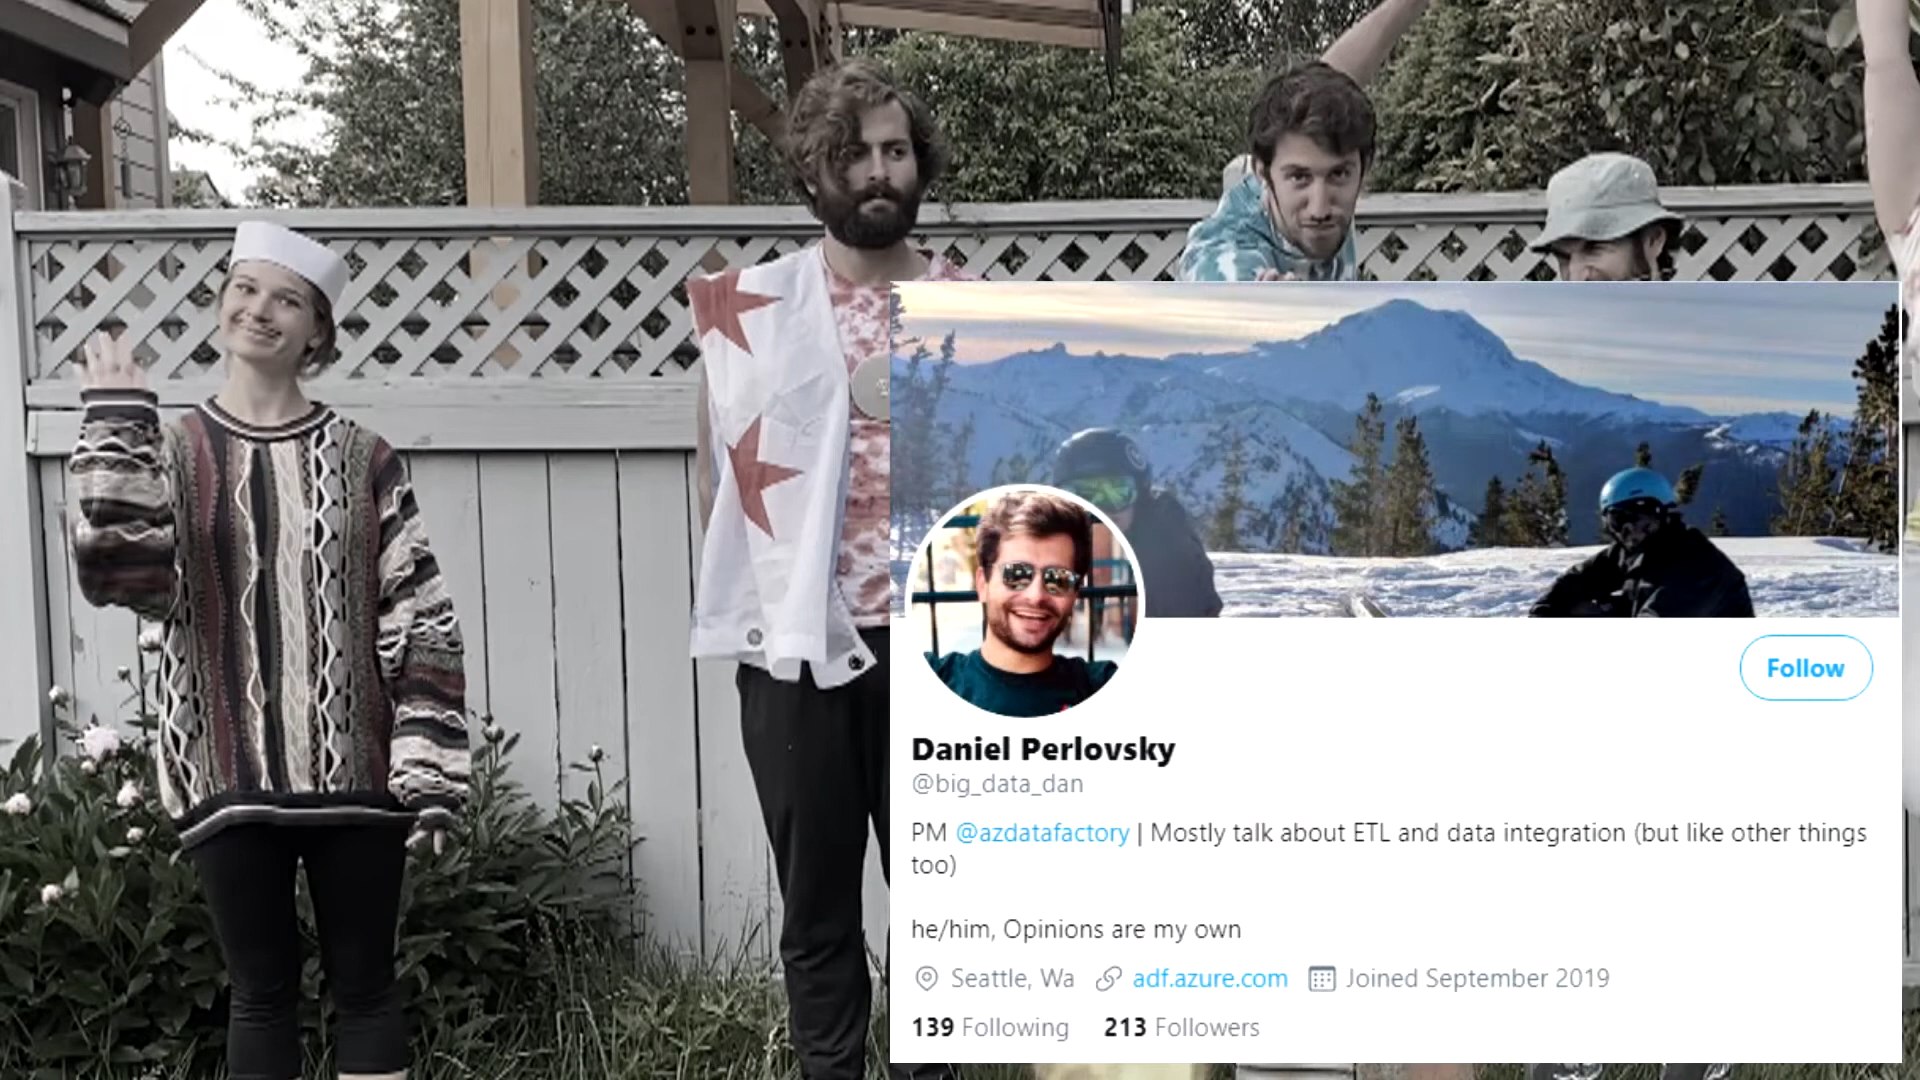 Follow
Daniel Perlovsky
@big_data_dan
PM @azdatafactory | Mostly talk about ETL and data integration (but like other things
too)
he/him, Opinions are my own
Seattle, Wa adf.azure.com Joined September 2019
139 Following 213 Followers